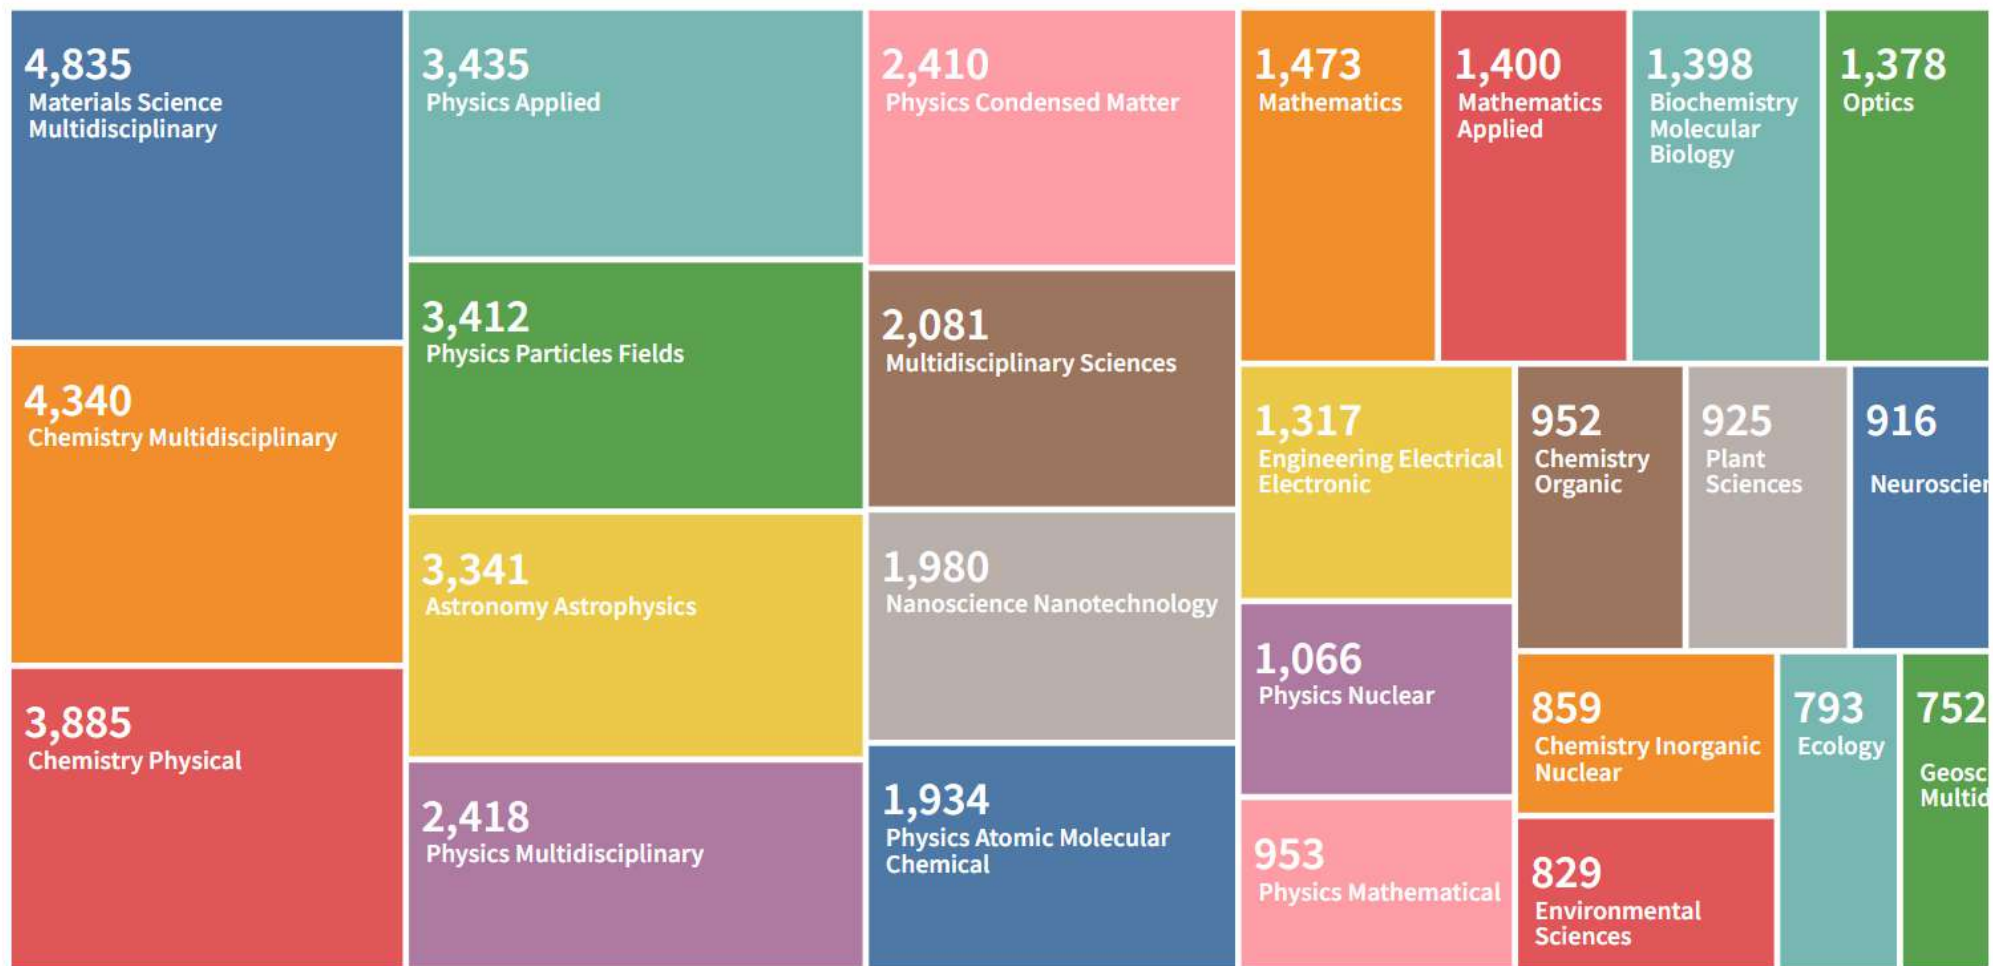 4,835
Materials Science
Multidisciplinary
4,340
Chemistry Multidisciplinary
3,885
Chemistry Physical
3,435
Physics Applied
3,412
Physics Particles Fields
3,341
Astronomy Astrophysics
2,418
Physics Multidisciplinary
2,410
Physics Condensed Matter
2,081
Multidisciplinary Sciences
1,980
Nanoscience Nanotechnology
1,934
Physics Atomic Molecular
Chemical
1,473
Mathematics
1,400
Mathematics
Applied
1,398
Biochemistry
Molecular
Biology
1,378
Optics
1,317
Engineering Electrical
Electronic
1,066
Physics Nuclear
953
Physics Mathematical
952
Chemistry
Organic
925
Plant
Sciences
916
859
Chemistry Inorganic
Nuclear
829
Environmental
Sciences
793
Ecology
752